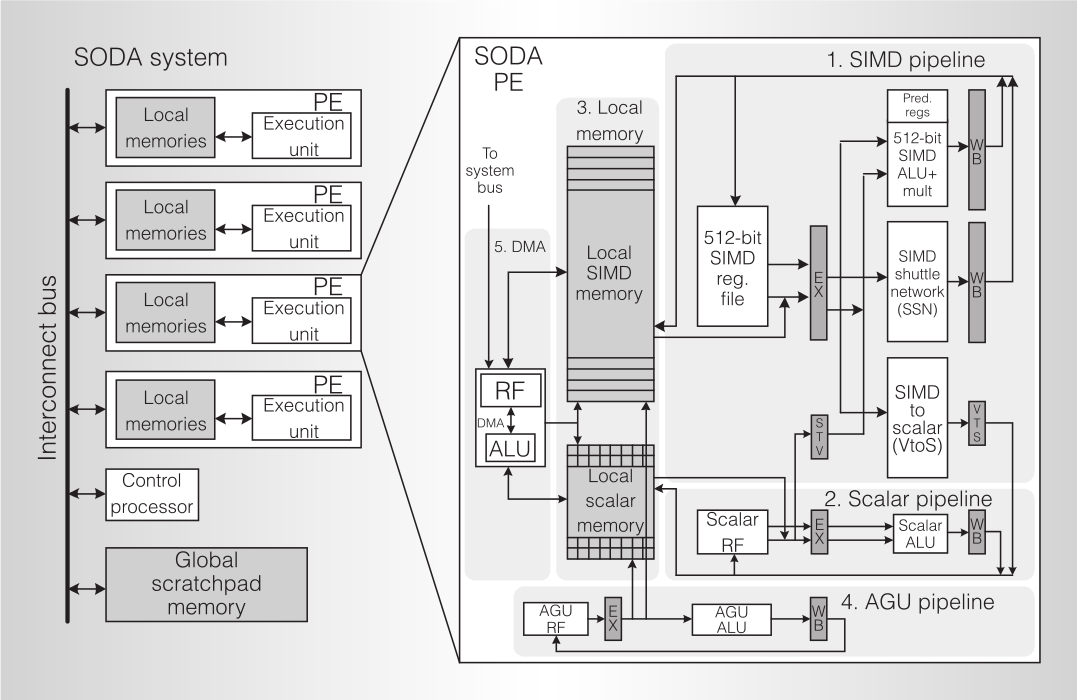 SODA system
Interconnect bus
PE
Local
memories
Execution
unit
PE
Local
memories
Execution
unit
PE
Local
memories
Execution
unit
PE
Local
memories
Execution
unit
Control
processor
Global
scratchpad
memory
SODA
PE
To
system
bus
5. DMA
RF
DMA
ALU
3. Local
memory
Local
SIMD
memory
Local
scalar
memory
1. SIMD pipeline
512-bit
SIMD
reg.
file
EX
Pred.
regs
512-bit
SIMD
ALU+
mult
WB
SIMD
shuttle
network
(SSN)
WB
STV
SIMD
to
scalar
(VtoS)
VTS
2. Scalar pipeline
Scalar
RF
EX
Scalar
ALU
WB
4. AGU pipeline
AGU
RF
EX
AGU
ALU
WB